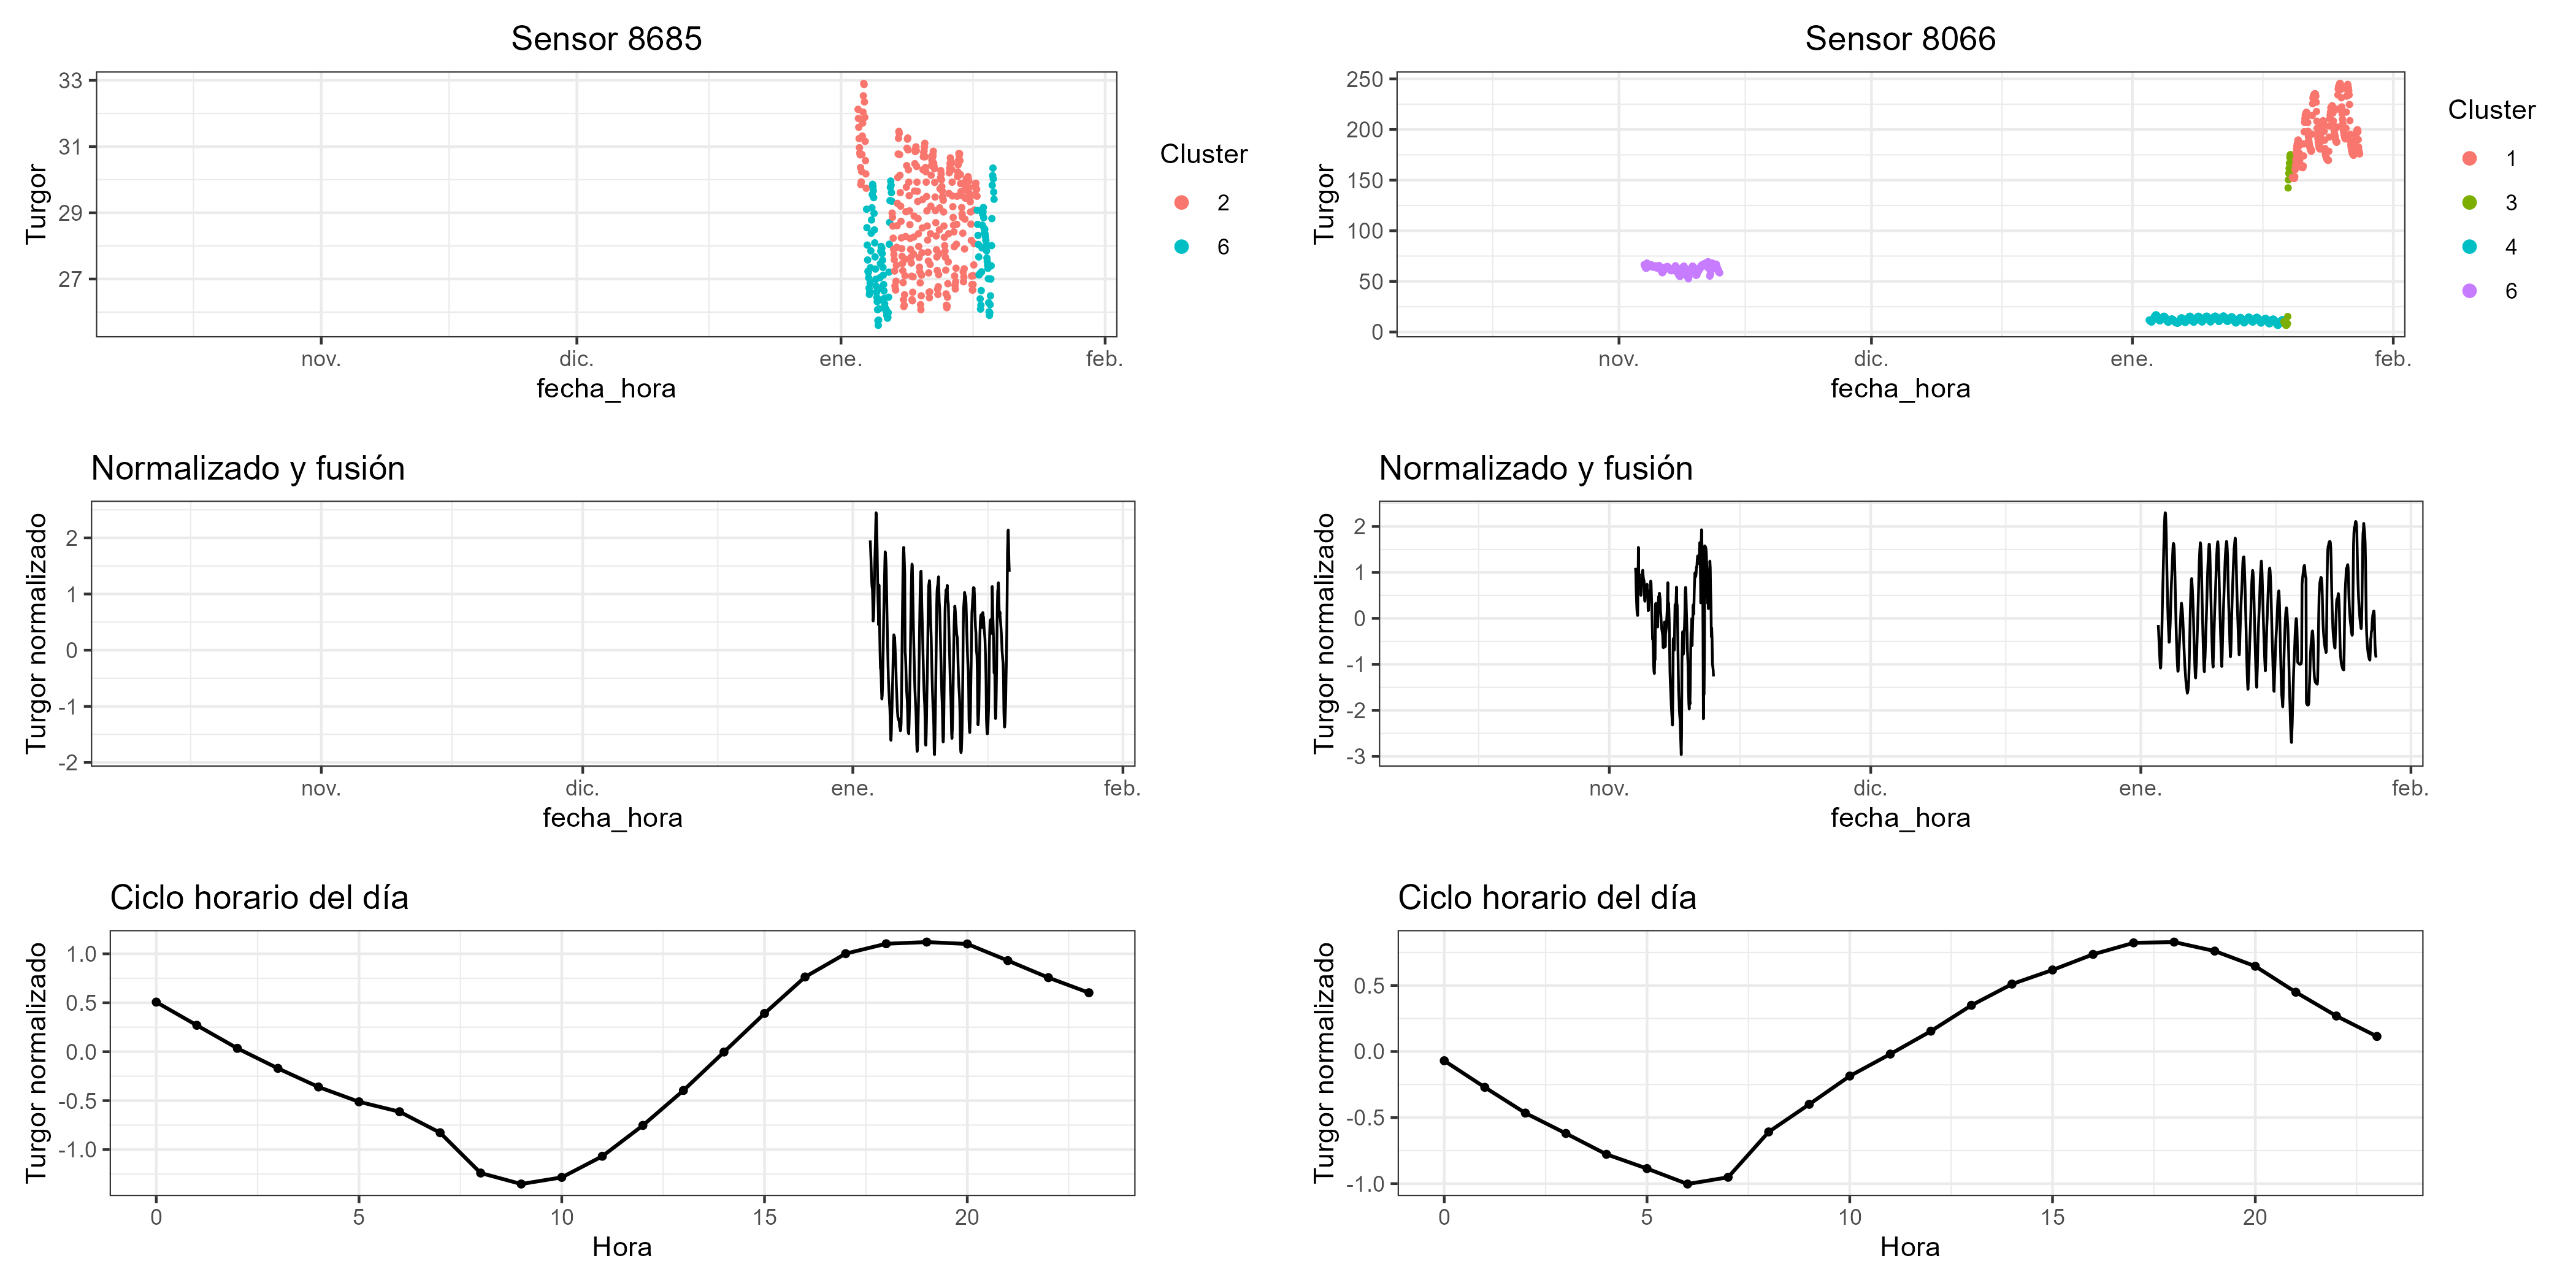 Sensor 8685
33
31
29
27
Turgor
nov.
dic.
ene.
feb.
fecha_hora
Cluster
2
6
Sensor 8066
250
200
150
100
50
0
Turgor
nov.
dic.
ene.
feb.
fecha_hora
Cluster
1
3
4
6
Normalizado y fusión
2
1
0
-1
-2
Turgor normalizado
nov.
dic.
ene.
feb.
fecha_hora
Normalizado y fusión
2
1
0
-1
-2
-3
Turgor normalizado
nov.
dic.
ene.
feb.
fecha_hora
Ciclo horario del día
1.0
0.5
0.0
-0.5
-1.0
Turgor normalizado
0
5
10
15
20
Hora
Ciclo horario del día
0.5
0.0
-0.5
-1.0
Turgor normalizado
0
5
10
15
20
Hora